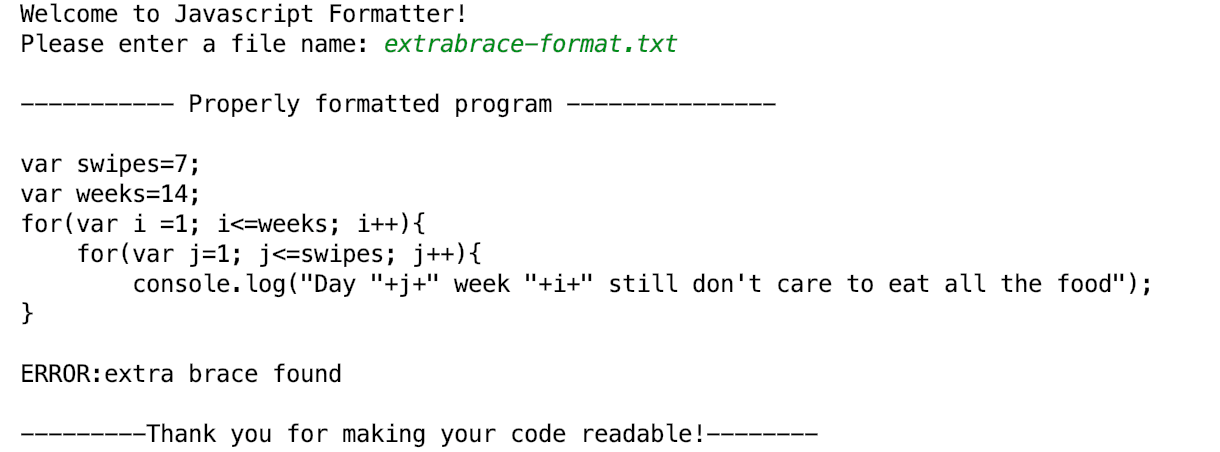 Welcome to Javascript Formatter!
Please enter a file name: extrabrace-format.txt
----------- Properly formatted program ---------------
var swipes=7;
var weeks=14;
for(var i =1; i<=weeks; i++){
    for(var j=1; j<=swipes; j++){
        console.log("Day "+j+" week "+i+" still don't care to eat all the food");
}
ERROR:extra brace found
---------Thank you for making your code readable!--------